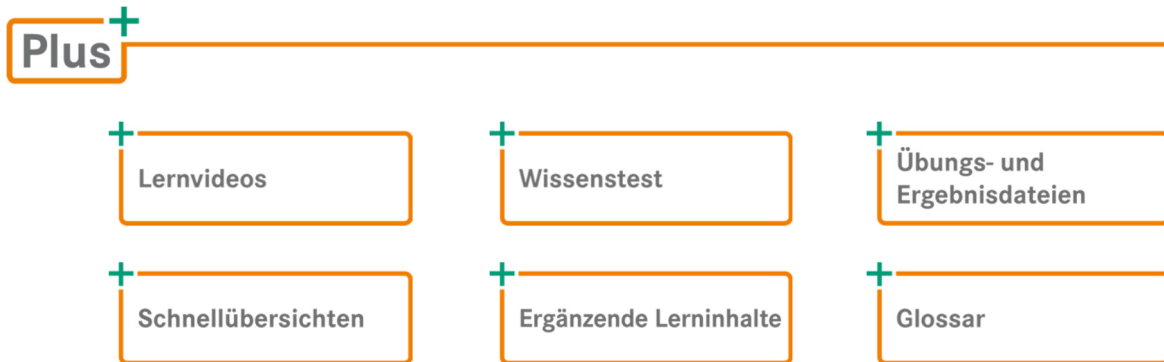 Plus
Lernvideos
Wissenstest
Übungs- und
Ergebnisdateien
Schnellübersichten
Ergänzende Lerninhalte
Glossar